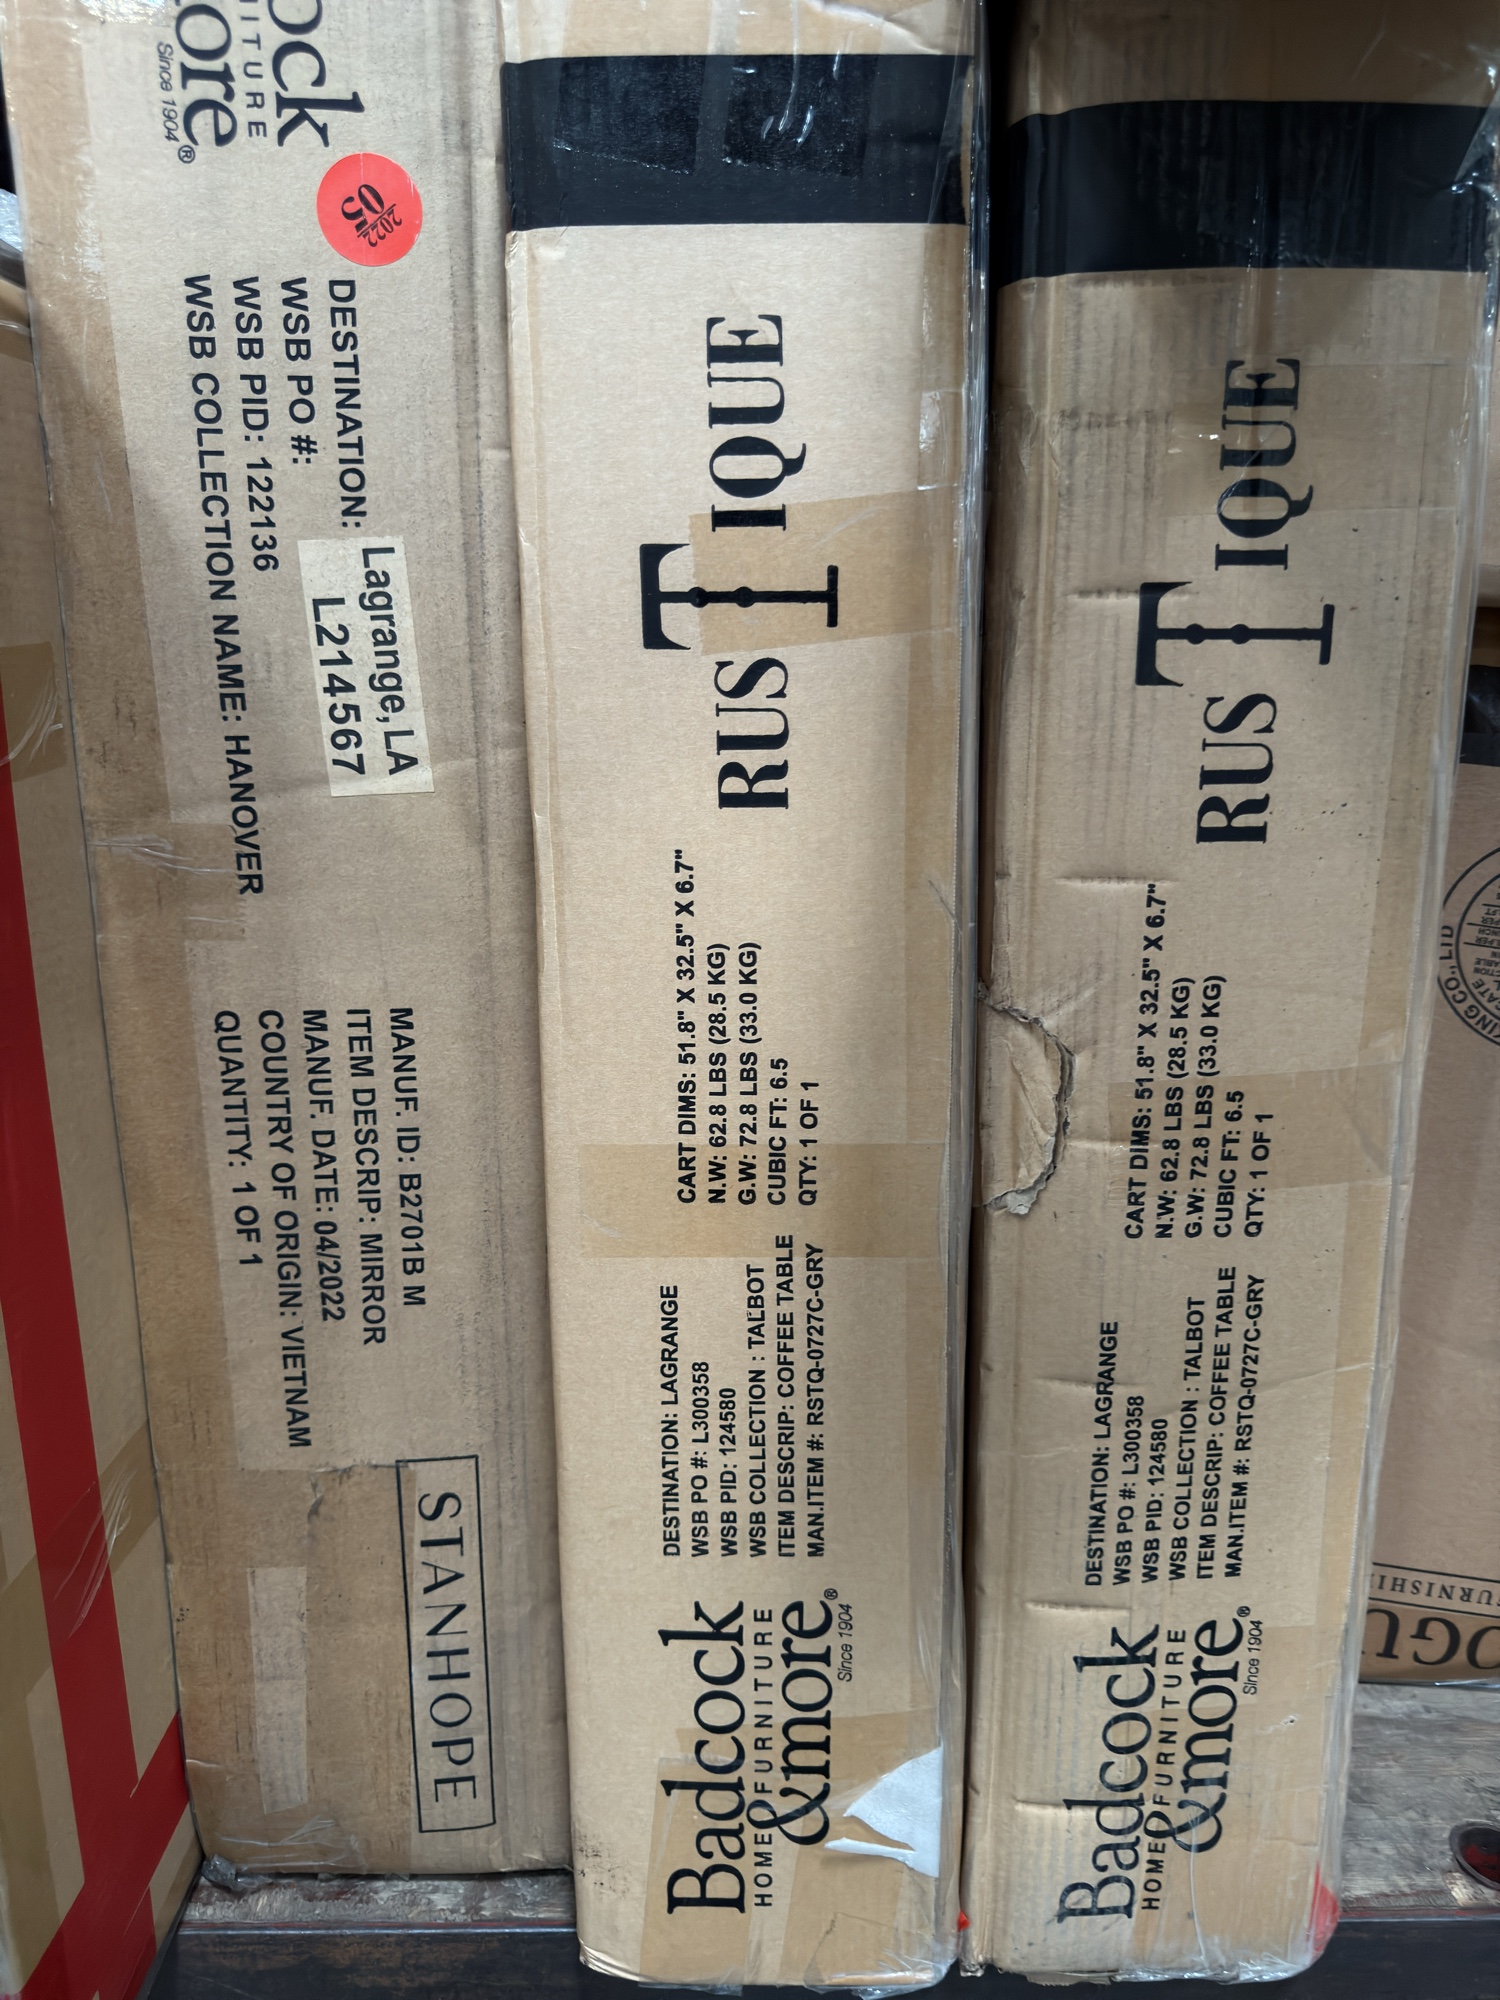 ock
ITURE
ore®
Since 1904
2022
DESTINATION: Lagrange, LA
WSB PO #: L214567
WSB PID: 122136
WSB COLLECTION NAME: HANOVER
MANUF. ID: B2701B M
ITEM DESCRIP: MIRROR
MANUF. DATE: 04/2022
COUNTRY OF ORIGIN: VIETNAM
QUANTITY: 1 OF 1
STANHOPE
Badcock
HOME FURNITURE
&more®
Since 1904
DESTINATION: LAGRANGE
WSB PO #: L300358
WSB PID: 124580
WSB COLLECTION : TALBOT
ITEM DESCRIP: COFFEE TABLE
MAN.ITEM #: RSTQ-0727C-GRY
CART DIMS: 51.8" X 32.5" X 6.7"
N.W: 62.8 LBS (28.5 KG)
G.W: 72.8 LBS (33.0 KG)
CUBIC FT: 6.5
QTY: 1 OF 1
RUSTIQUE
Badcock
HOME FURNITURE
&more®
Since 1904
DESTINATION: LAGRANGE
WSB PO #: L300358
WSB PID: 124580
WSB COLLECTION : TALBOT
ITEM DESCRIP: COFFEE TABLE
MAN.ITEM #: RSTQ-0727C-GRY
CART DIMS: 51.8" X 32.5" X 6.7"
N.W: 62.8 LBS (28.5 KG)
G.W: 72.8 LBS (33.0 KG)
CUBIC FT: 6.5
QTY: 1 OF 1
RUSTIQUE
KING CO., LTD
OGU
URNISHI